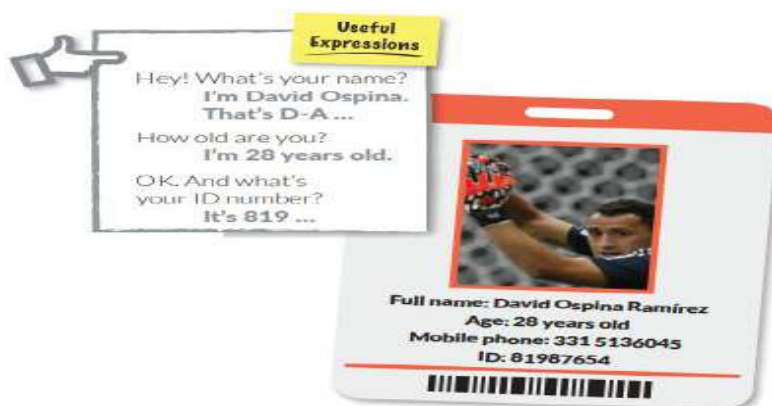 Useful
Expressions
Hey! What's your name?
I'm David Ospina.
That's D-A ...
How old are you?
I'm 28 years old.
OK. And what's
your ID number?
It's 819 ...
Full name: David Ospina Ramírez
Age: 28 years old
Mobile phone: 331 5136045
ID: 81987654